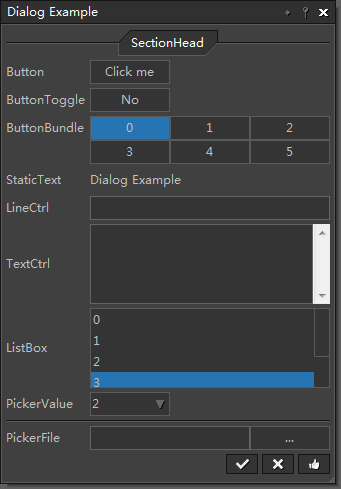 Dialog Example
SectionHead
Button Click me
ButtonToggle No
ButtonBundle 0 1 2
3 4 5
StaticText Dialog Example
LineCtrl
TextCtrl
0
1
ListBox 2
3
PickerValue 2
PickerFile ...